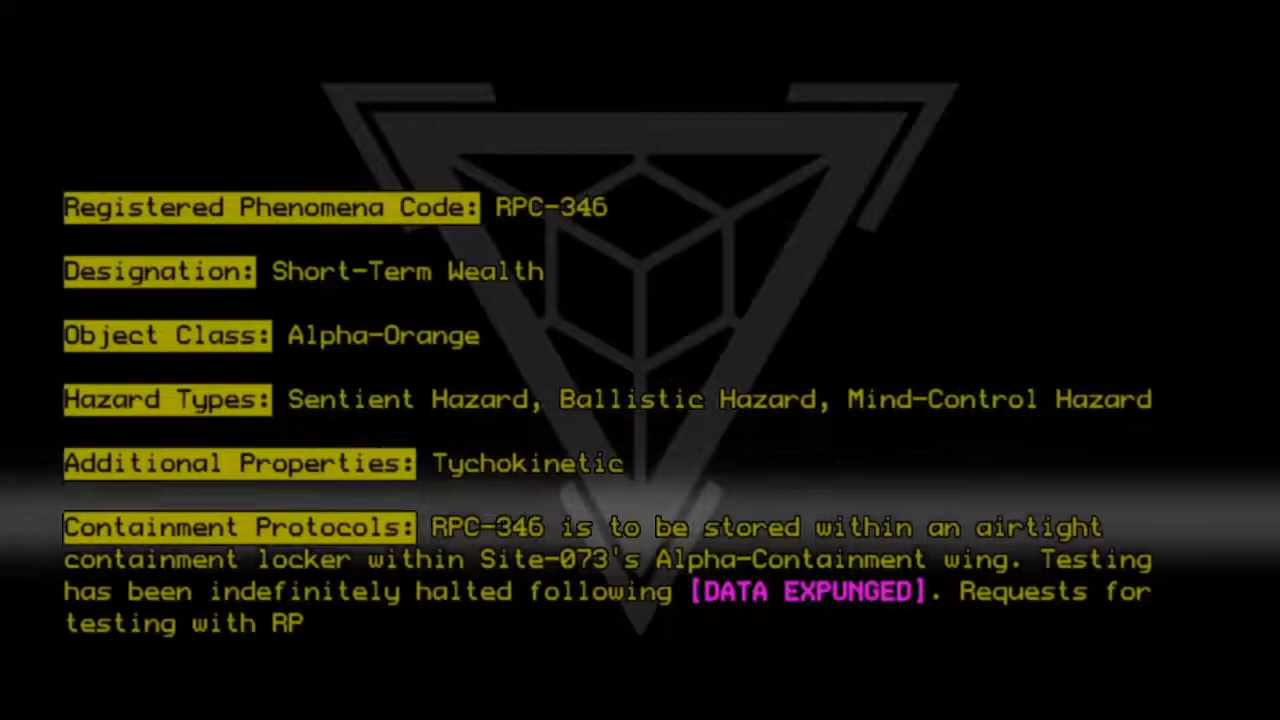 Registered Phenomena Code: RPC-346
Designation: Short-Term Wealth
Object Class: Alpha-Orange
Hazard Types: Sentient Hazard, Ballistic Hazard, Mind-Control Hazard
Additional Properties: Tychokinetic
Containment Protocols: RPC-346 is to be stored within an airtight
containment locker within Site-073's Alpha-Containment wing. Testing
has been indefinitely halted following [DATA EXPUNGED]. Requests for
testing with RP